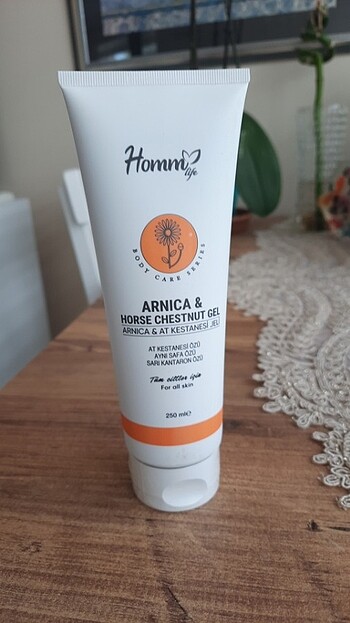 Homm
life
BODY CARE SERIES
ARNICA &
HORSE CHESTNUT GEL
ARNICA & AT KESTANESİ JELİ
AT KESTANESİ ÖZÜ
AYNI SAFA ÖZÜ
SARI KANTARON ÖZÜ
Tüm ciltler için
For all skin
250 ml℮